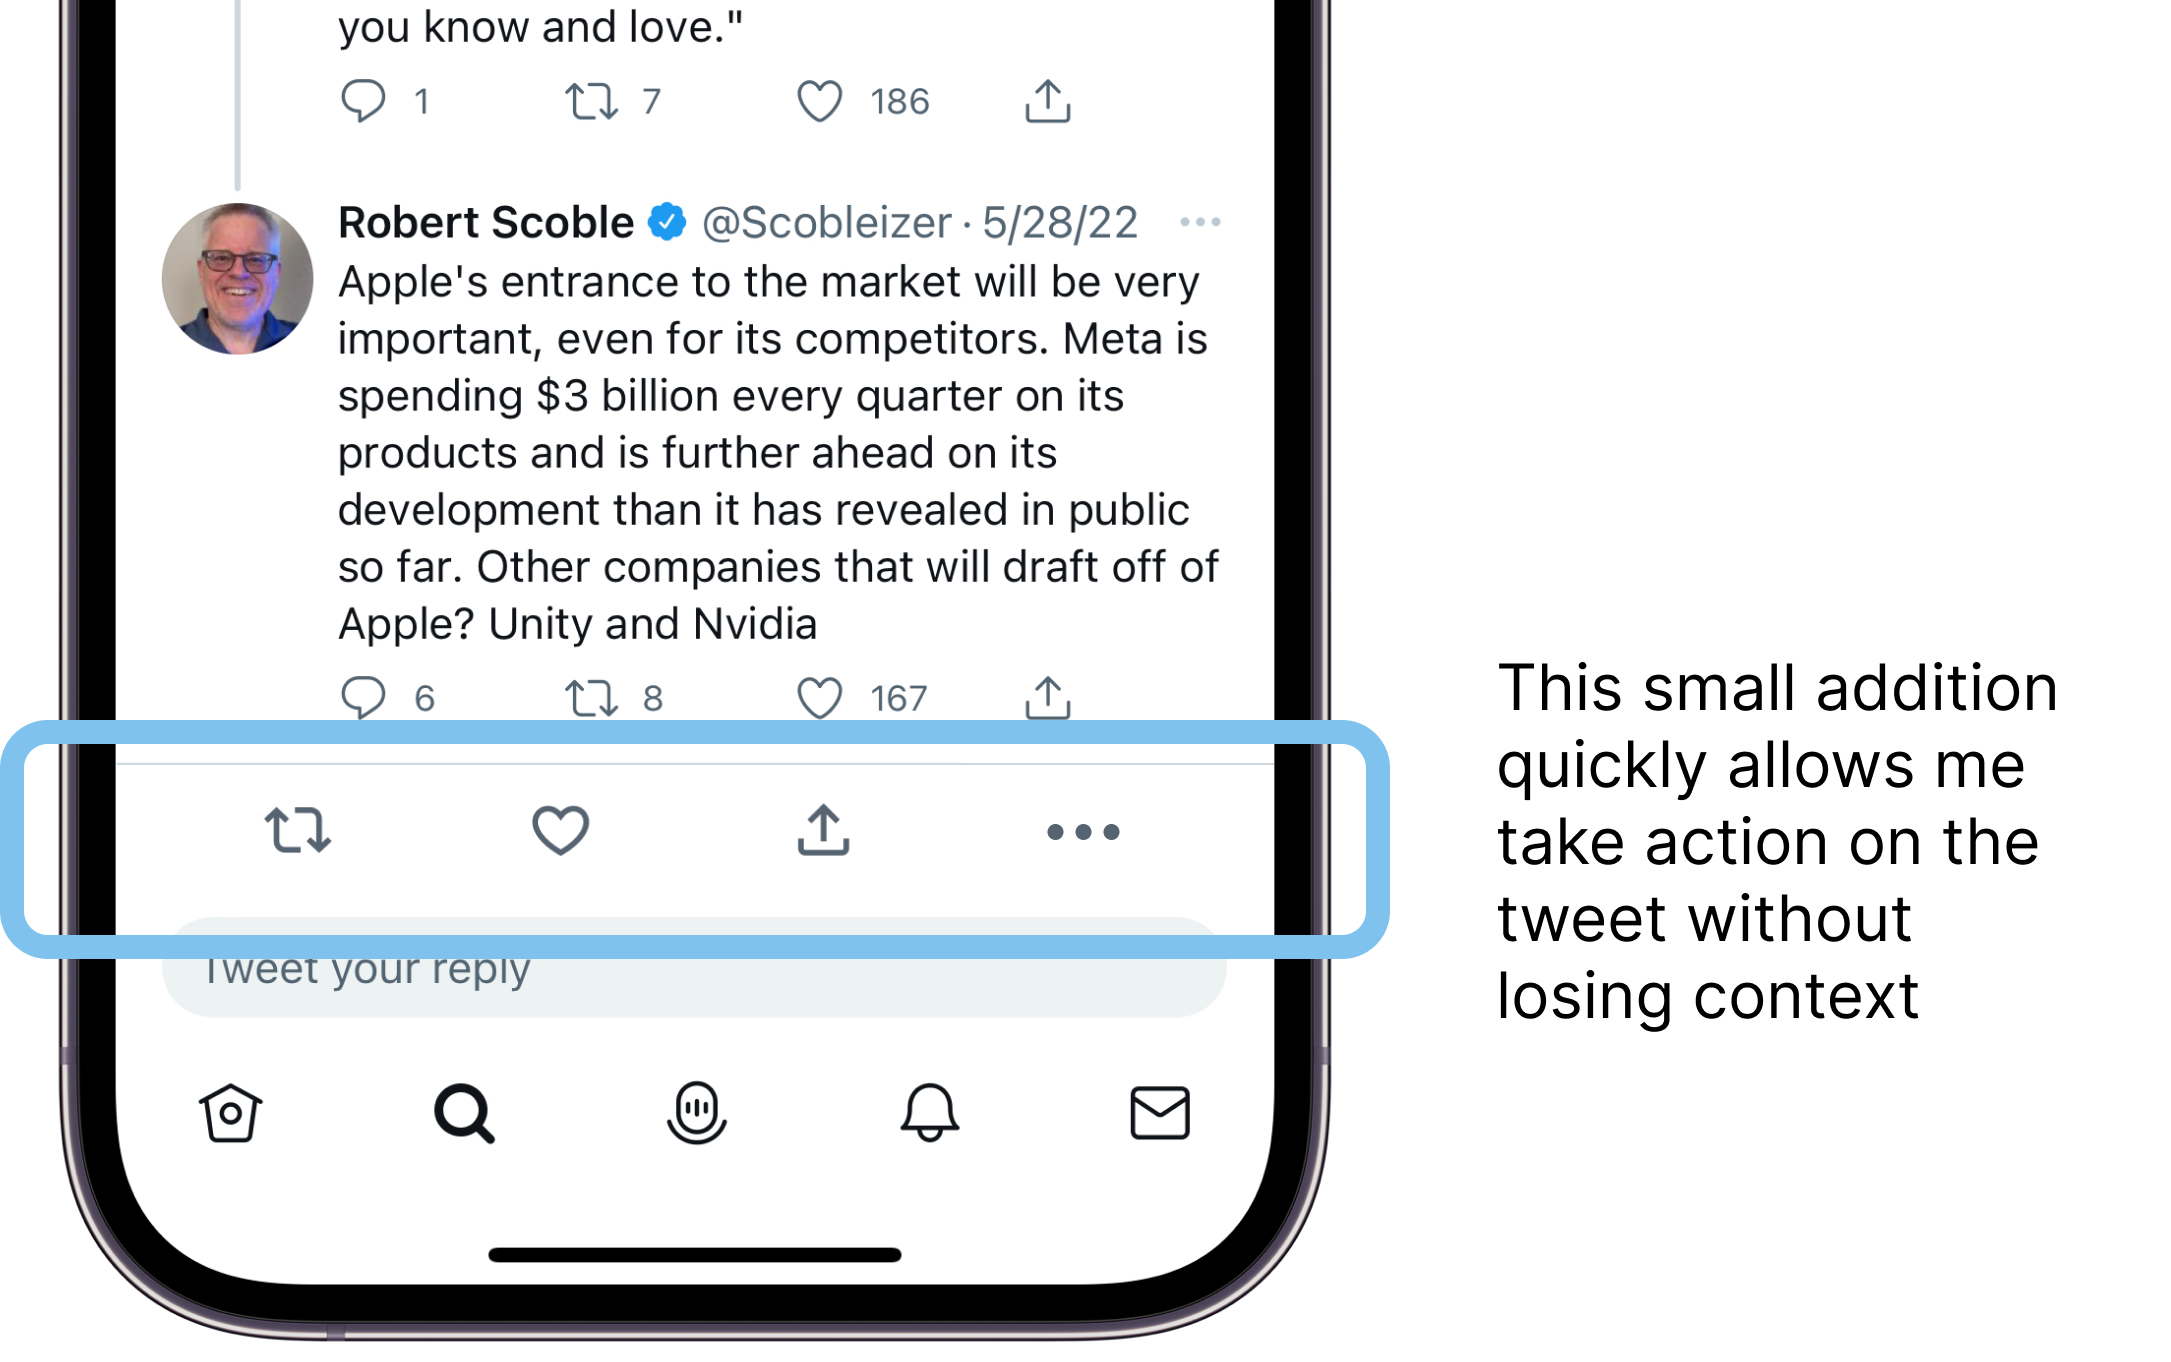 you know and love."
1 7 186
Robert Scoble @Scobleizer · 5/28/22
Apple's entrance to the market will be very
important, even for its competitors. Meta is
spending $3 billion every quarter on its
products and is further ahead on its
development than it has revealed in public
so far. Other companies that will draft off of
Apple? Unity and Nvidia
6 8 167
Tweet your reply
This small addition
quickly allows me
take action on the
tweet without
losing context